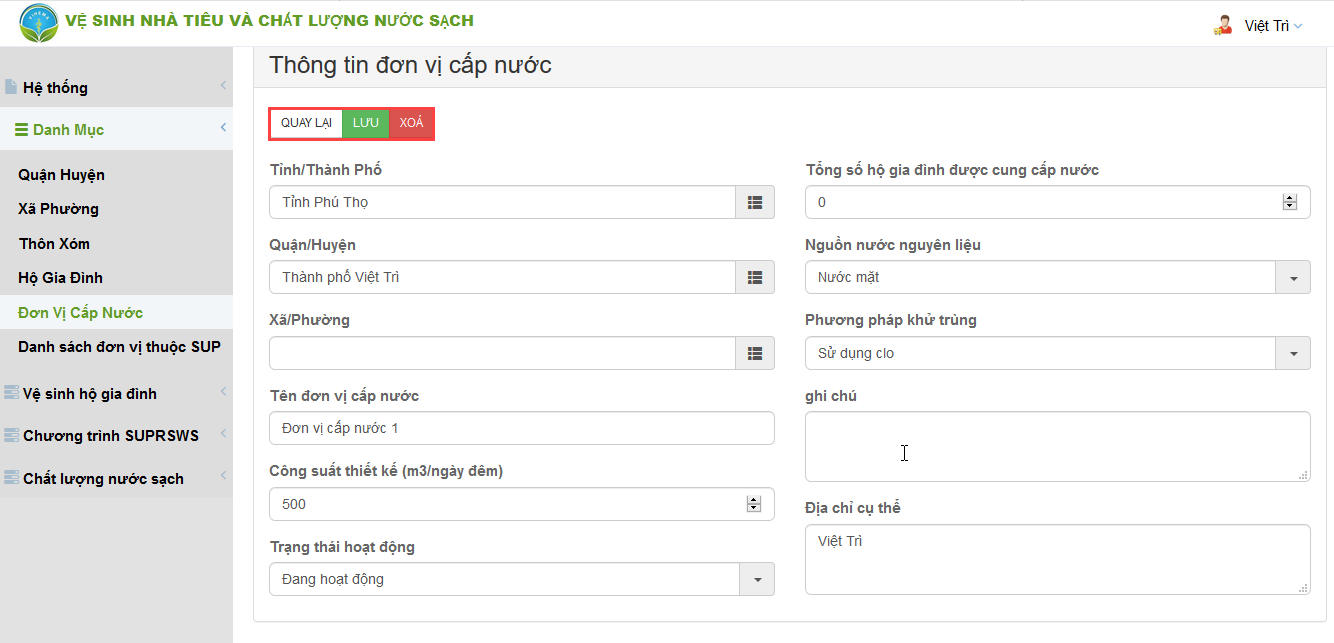 VỆ SINH NHÀ TIÊU VÀ CHẤT LƯỢNG NƯỚC SẠCH
Việt Trì
Hệ thống
Danh Mục
Quận Huyện
Xã Phường
Thôn Xóm
Hộ Gia Đình
Đơn Vị Cấp Nước
Danh sách đơn vị thuộc SUP
Vệ sinh hộ gia đình
Chương trình SUPRSWS
Chất lượng nước sạch
Thông tin đơn vị cấp nước
QUAY LẠI LƯU XOÁ
Tỉnh/Thành Phố
Tỉnh Phú Thọ
Quận/Huyện
Thành phố Việt Trì
Xã/Phường
Tên đơn vị cấp nước
Đơn vị cấp nước 1
Công suất thiết kế (m3/ngày đêm)
500
Trạng thái hoạt động
Đang hoạt động
Tổng số hộ gia đình được cung cấp nước
0
Nguồn nước nguyên liệu
Nước mặt
Phương pháp khử trùng
Sử dụng clo
ghi chú
Địa chỉ cụ thể
Việt Trì